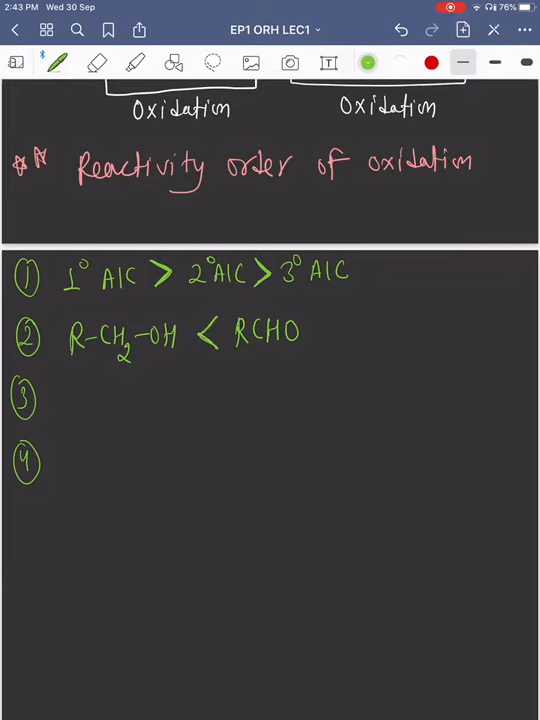 2:43 PM Wed 30 Sep 76%
EP1 ORH LEC1
Oxidation Oxidation
Reactivity order of oxidation
① 1° Alc > 2° Alc > 3° Alc
② R-CH₂-OH < RCHO
③
④